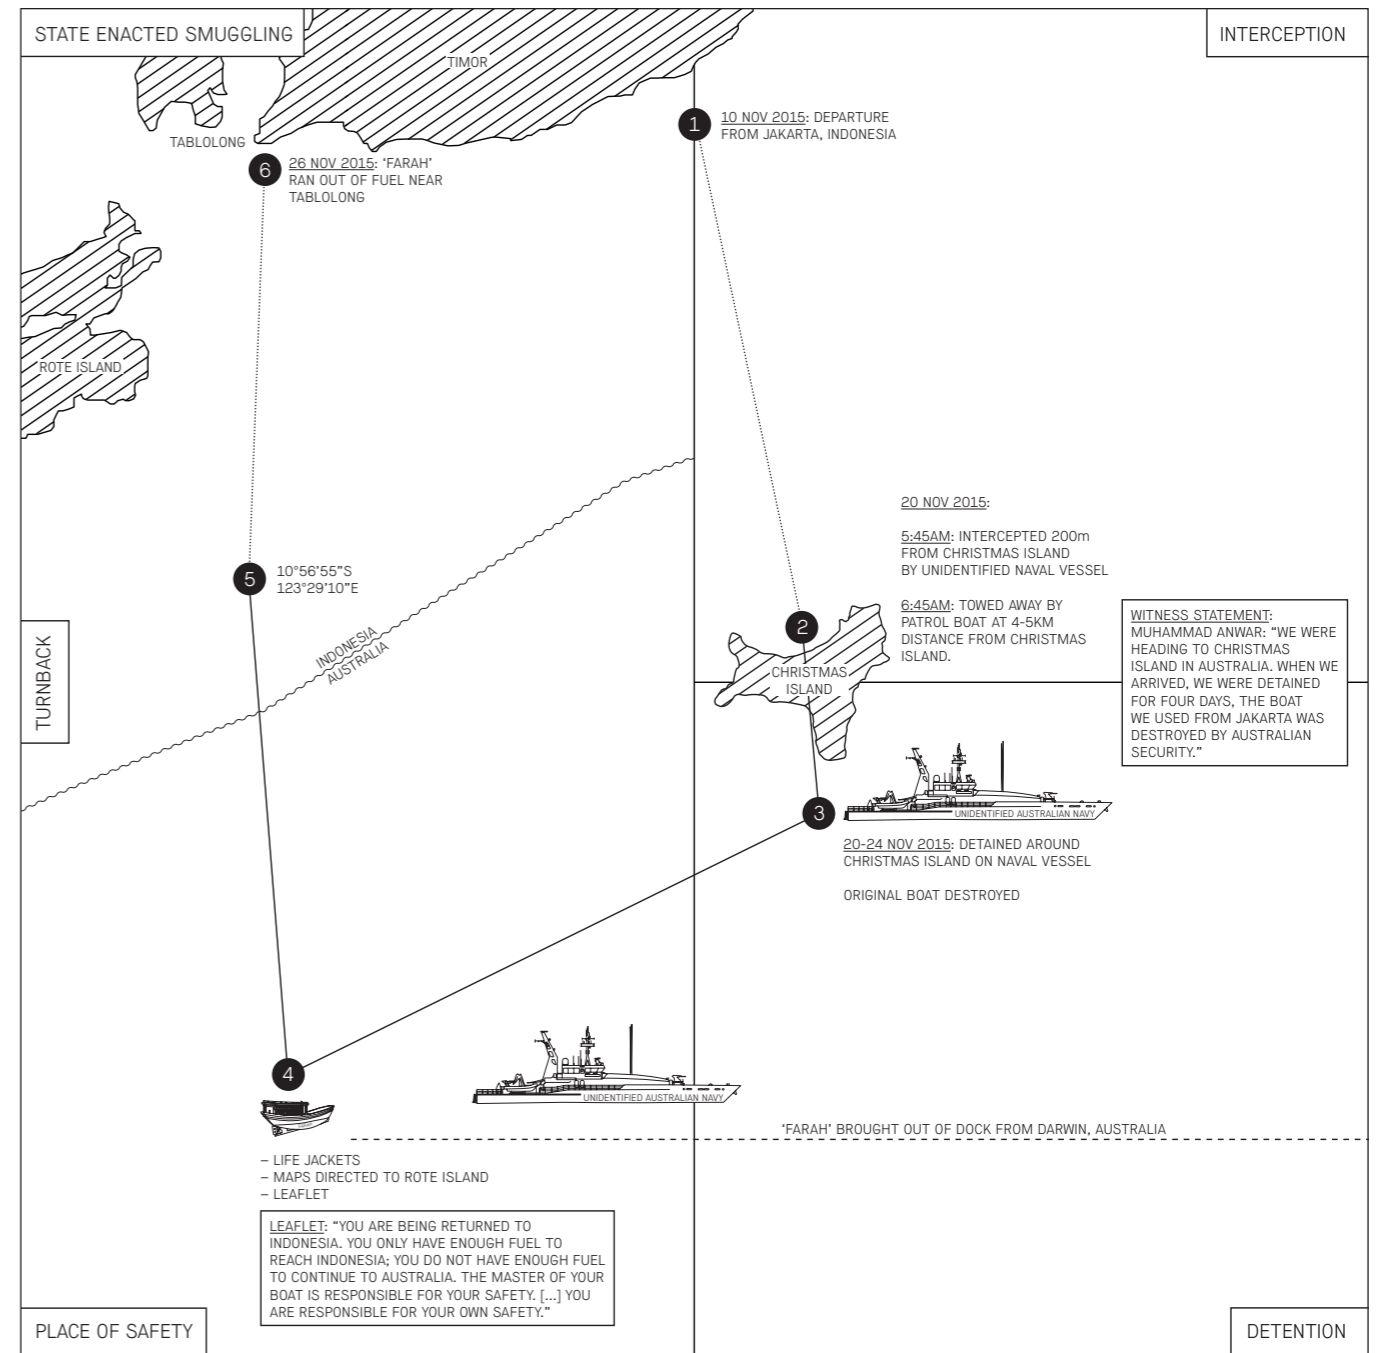 STATE ENACTED SMUGGLING
INTERCEPTION
TIMOR
TABLOLONG
1
10 NOV 2015: DEPARTURE
FROM JAKARTA, INDONESIA
6
26 NOV 2015: ‘FARAH’
RAN OUT OF FUEL NEAR
TABLOLONG
ROTE ISLAND
20 NOV 2015:
5:45AM: INTERCEPTED 200m
FROM CHRISTMAS ISLAND
BY UNIDENTIFIED NAVAL VESSEL
6:45AM: TOWED AWAY BY
PATROL BOAT AT 4-5KM
DISTANCE FROM CHRISTMAS
ISLAND.
5
10°56’55”S
123°29’10”E
2
CHRISTMAS
ISLAND
WITNESS STATEMENT:
MUHAMMAD ANWAR: “WE WERE
HEADING TO CHRISTMAS
ISLAND IN AUSTRALIA. WHEN WE
ARRIVED, WE WERE DETAINED
FOR FOUR DAYS, THE BOAT
WE USED FROM JAKARTA WAS
DESTROYED BY AUSTRALIAN
SECURITY.”
INDONESIA
AUSTRALIA
TURNBACK
3
UNIDENTIFIED AUSTRALIAN NAVY
20-24 NOV 2015: DETAINED AROUND
CHRISTMAS ISLAND ON NAVAL VESSEL
ORIGINAL BOAT DESTROYED
4
UNIDENTIFIED AUSTRALIAN NAVY
‘FARAH’ BROUGHT OUT OF DOCK FROM DARWIN, AUSTRALIA
– LIFE JACKETS
– MAPS DIRECTED TO ROTE ISLAND
– LEAFLET
LEAFLET: “YOU ARE BEING RETURNED TO
INDONESIA. YOU ONLY HAVE ENOUGH FUEL TO
REACH INDONESIA; YOU DO NOT HAVE ENOUGH FUEL
TO CONTINUE TO AUSTRALIA. THE MASTER OF YOUR
BOAT IS RESPONSIBLE FOR YOUR SAFETY. [...] YOU
ARE RESPONSIBLE FOR YOUR OWN SAFETY.”
PLACE OF SAFETY
DETENTION